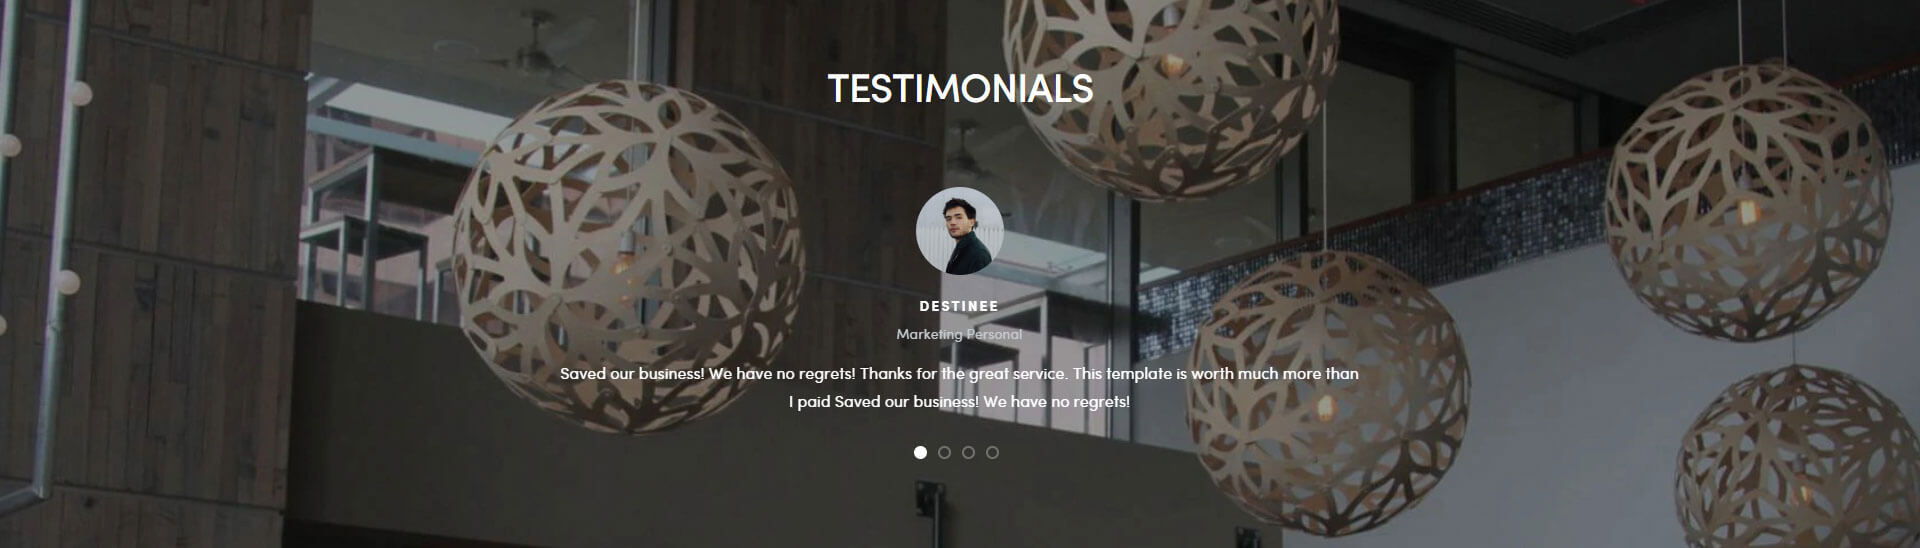 TESTIMONIALS
DESTINEE
Marketing Personal
Saved our business! We have no regrets! Thanks for the great service. This template is worth much more than
I paid Saved our business! We have no regrets!